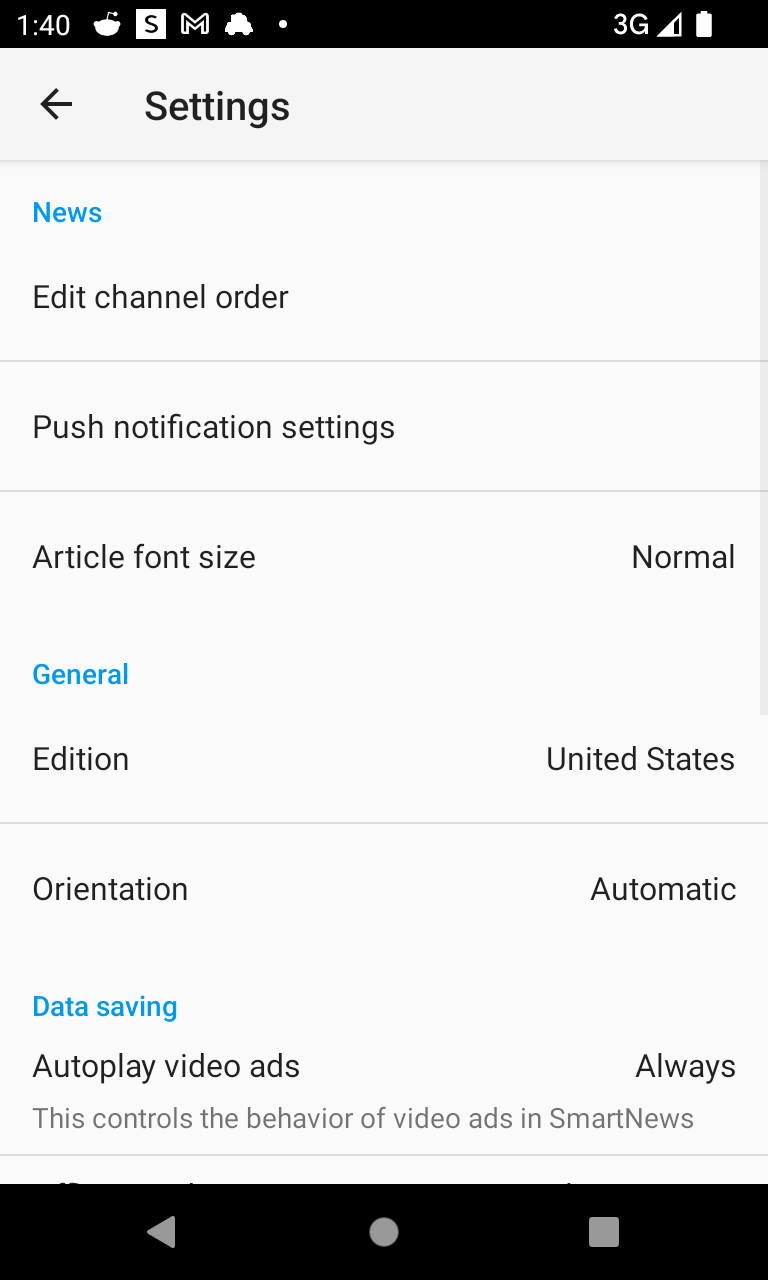 1:40 S 3G
Settings
News
Edit channel order
Push notification settings
Article font size Normal
General
Edition United States
Orientation Automatic
Data saving
Autoplay video ads Always
This controls the behavior of video ads in SmartNews